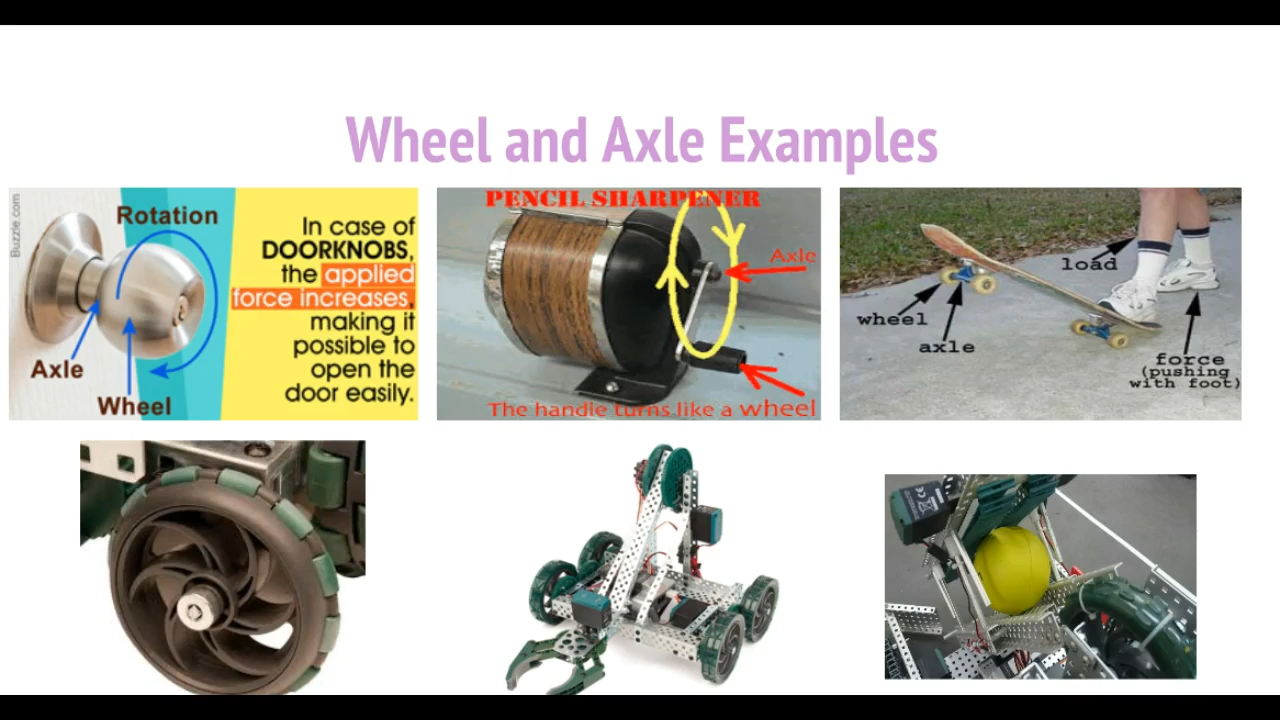 Wheel and Axle Examples
Buzzle.com
Rotation
Axle
Wheel
In case of
DOORKNOBS,
the applied
force increases,
making it
possible to
open the
door easily.
PENCIL SHARPENER
Axle
The handle turns like a wheel
load
wheel
axle
force
(pushing
with foot)